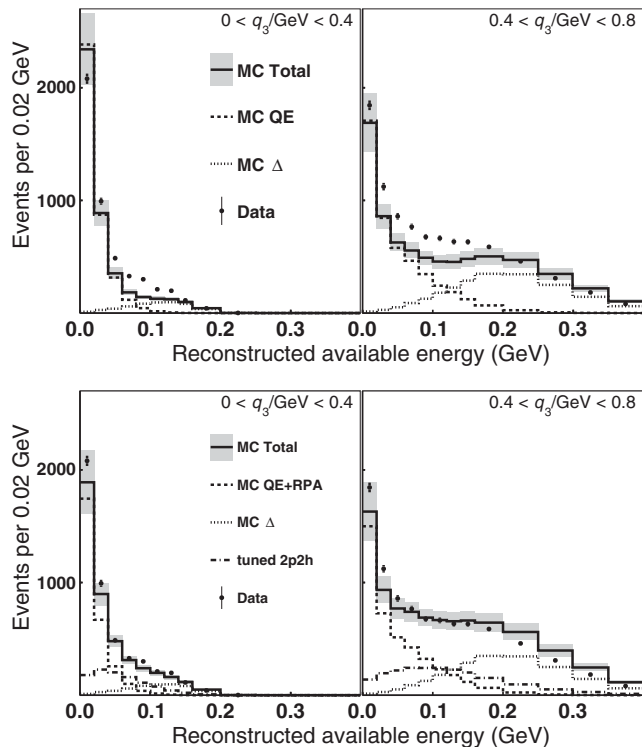 0 < q₃/GeV < 0.4
0.4 < q₃/GeV < 0.8
Events per 0.02 GeV
2000
1000
MC Total
MC QE
MC Δ
Data
0.0 0.1 0.2 0.3 0.0 0.1 0.2 0.3
Reconstructed available energy (GeV)
0 < q₃/GeV < 0.4
0.4 < q₃/GeV < 0.8
Events per 0.02 GeV
2000
1000
MC Total
MC QE+RPA
MC Δ
tuned 2p2h
Data
0.0 0.1 0.2 0.3 0.0 0.1 0.2 0.3
Reconstructed available energy (GeV)